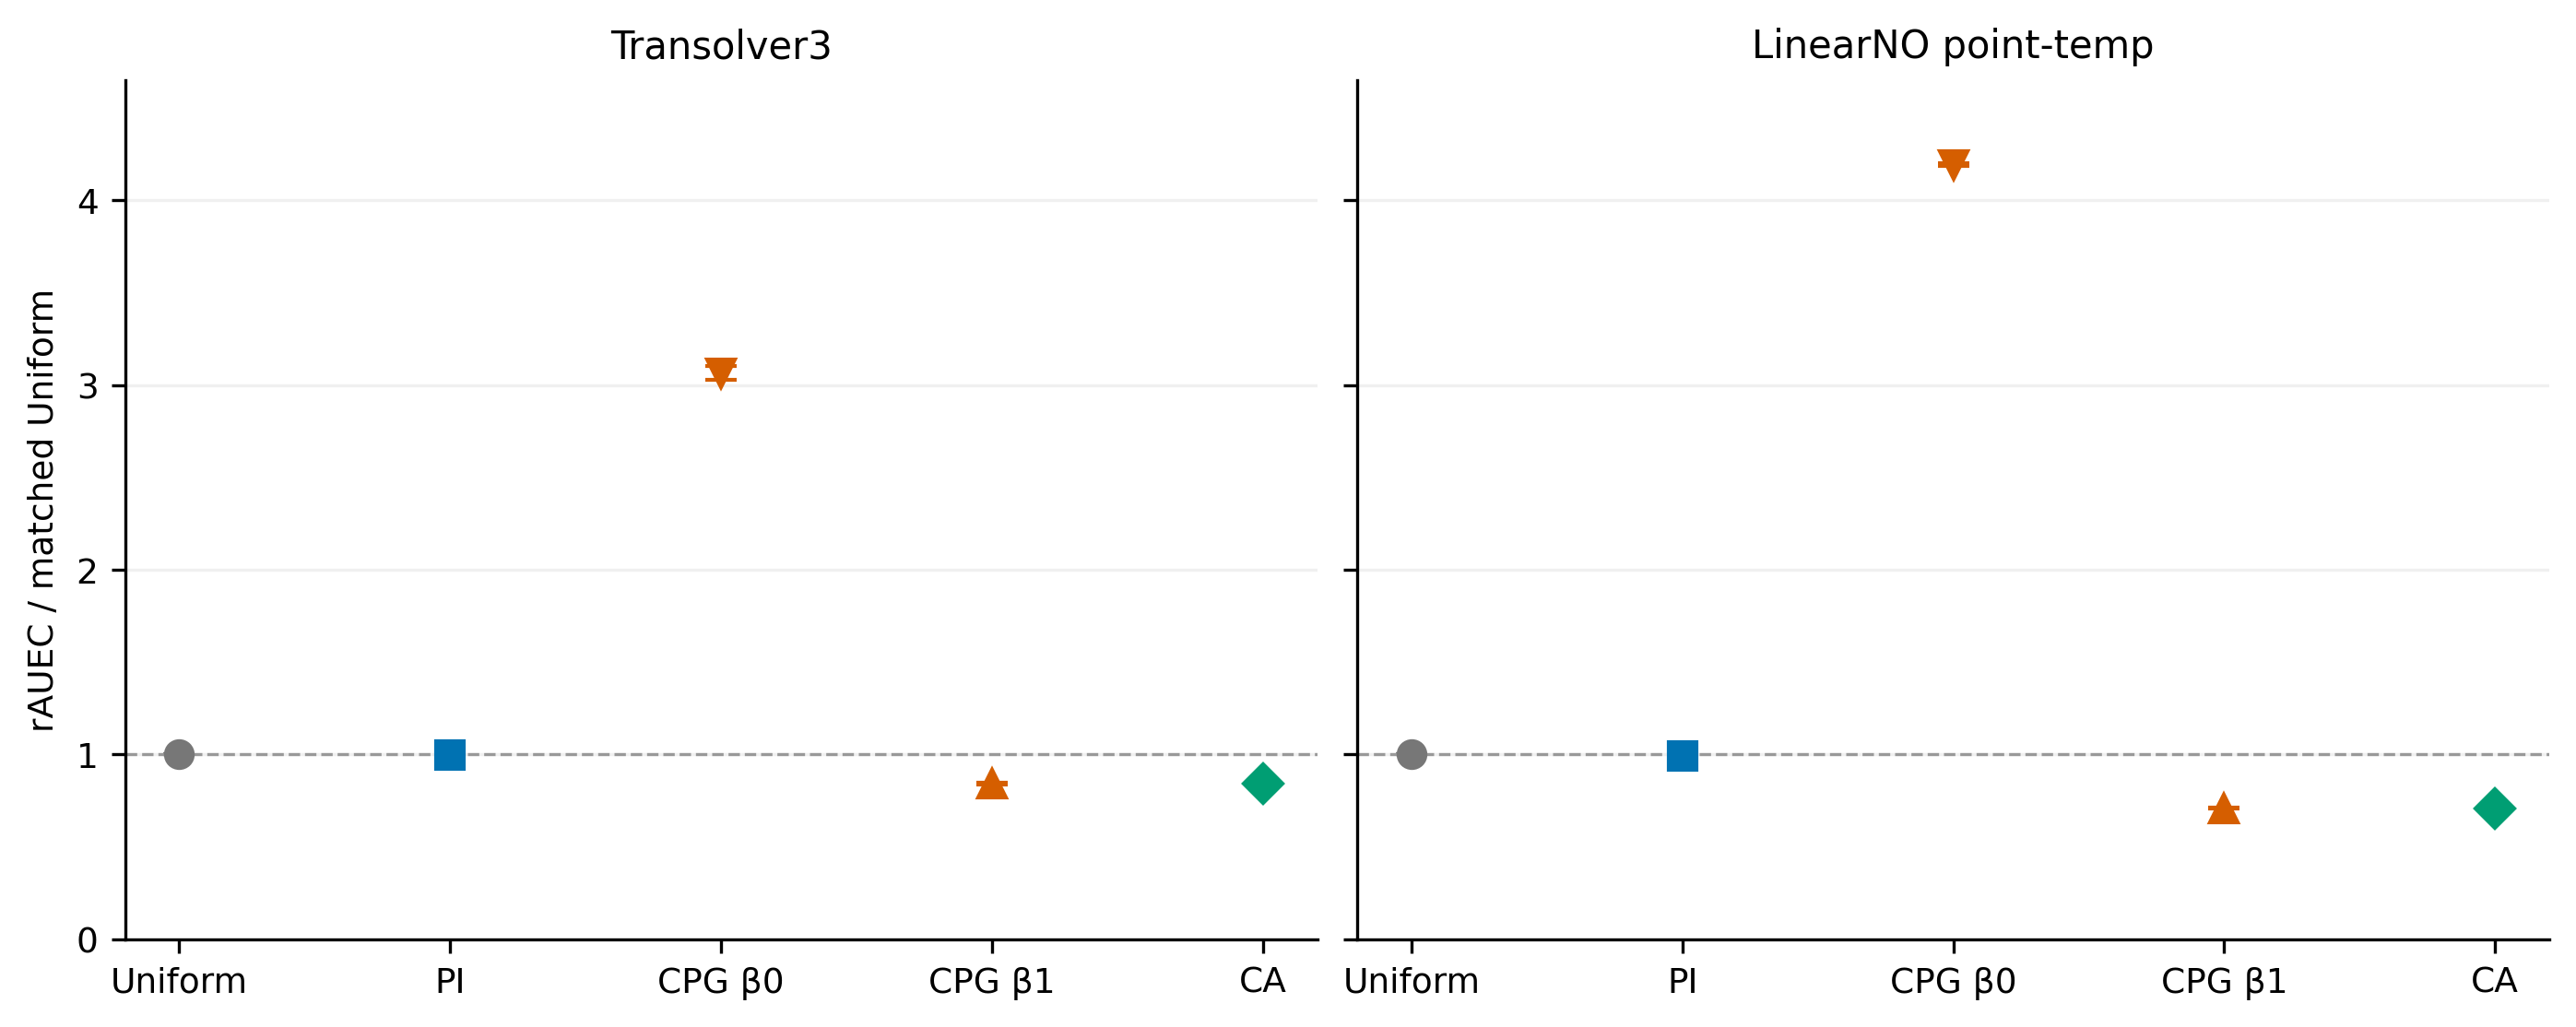 Transolver3
LinearNO point-temp
rAUEC / matched Uniform
4
3
2
1
0
Uniform PI CPG β0 CPG β1 CA
Uniform PI CPG β0 CPG β1 CA